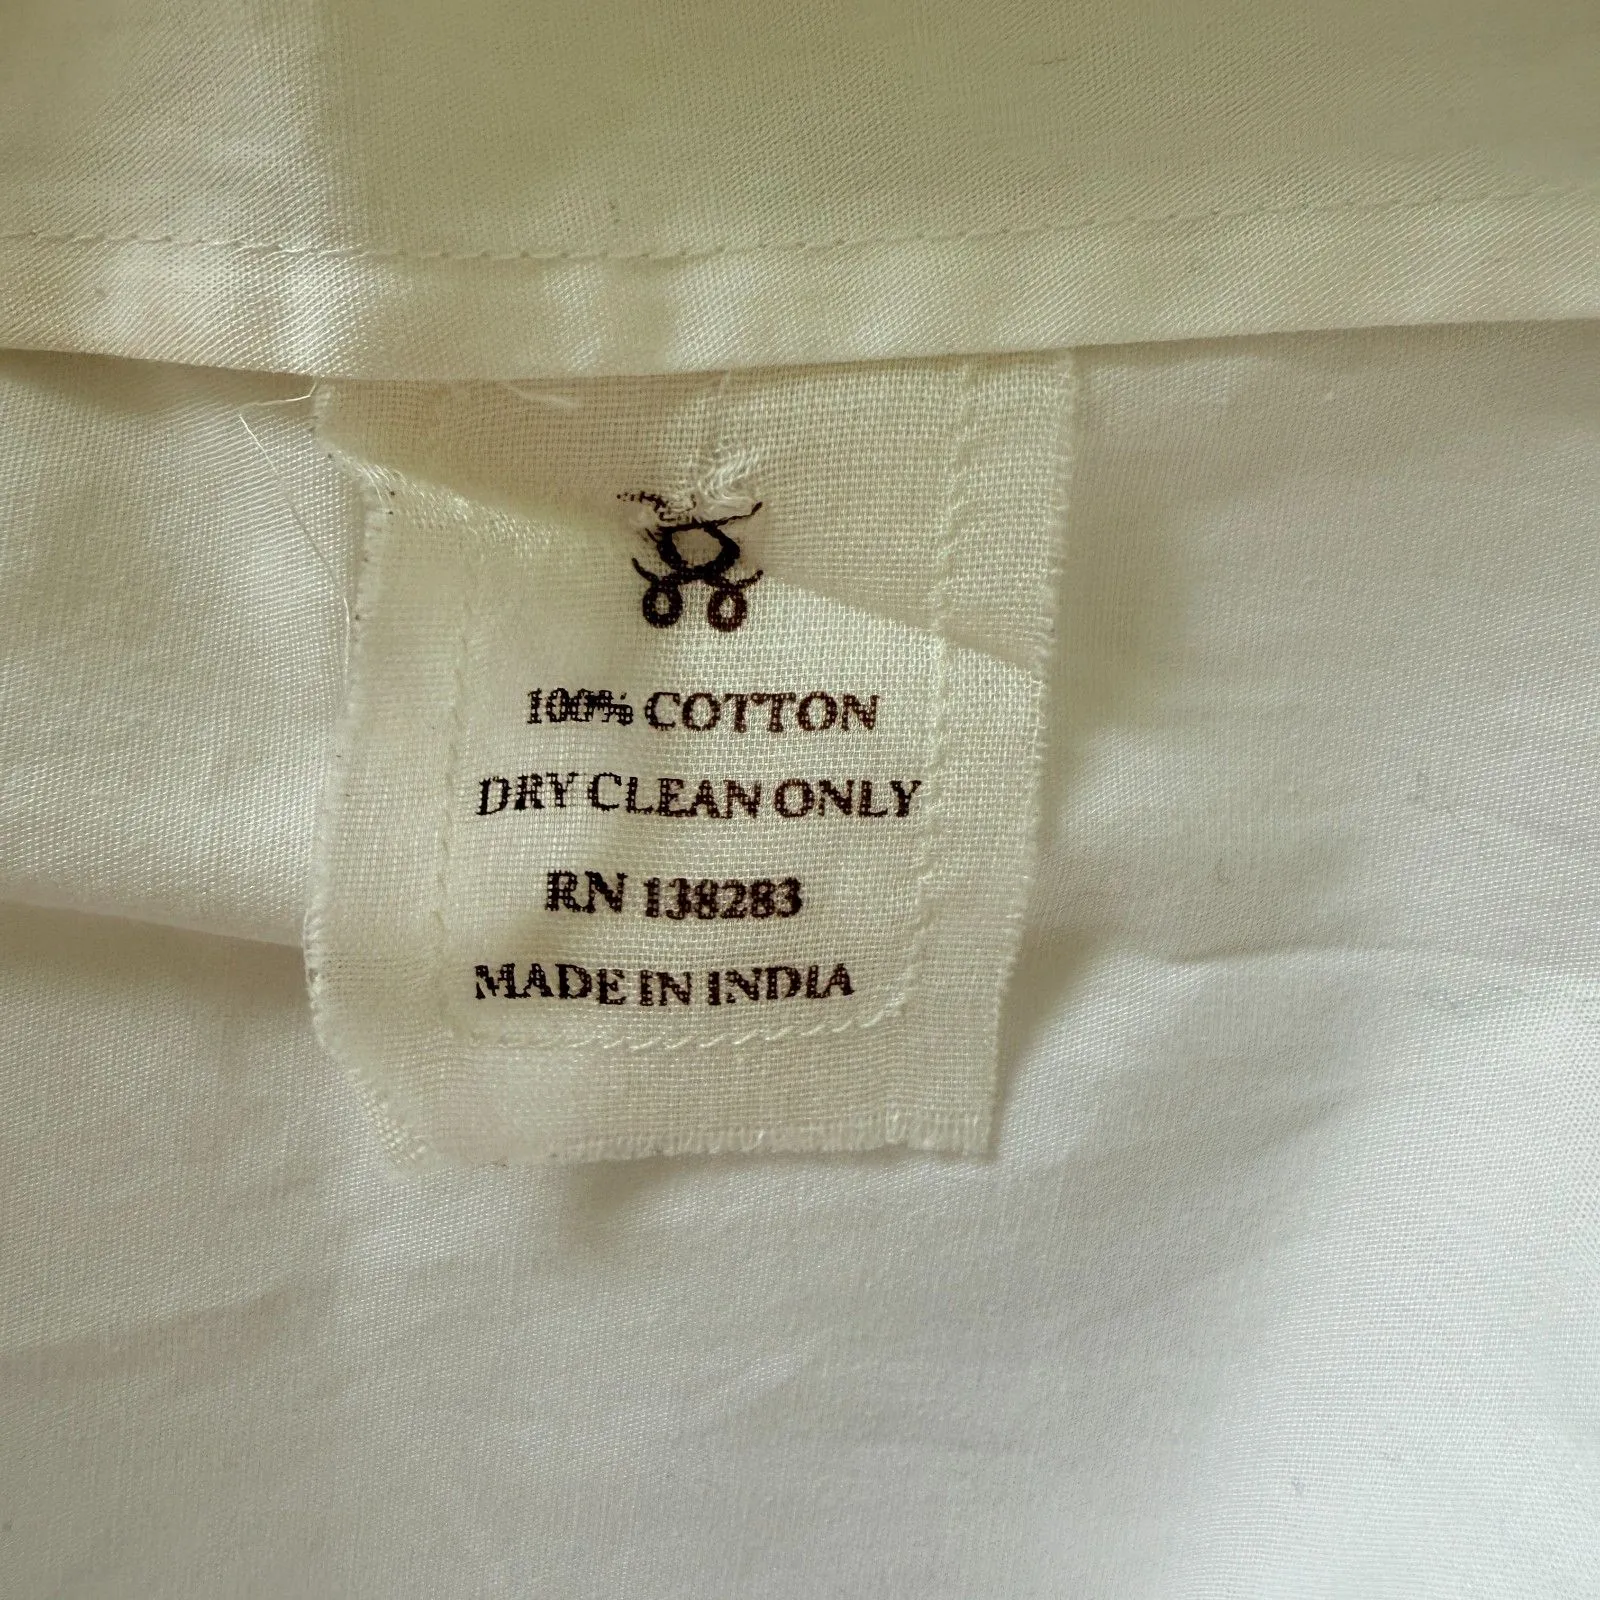 100% COTTON
DRY CLEAN ONLY
RN 138283
MADE IN INDIA